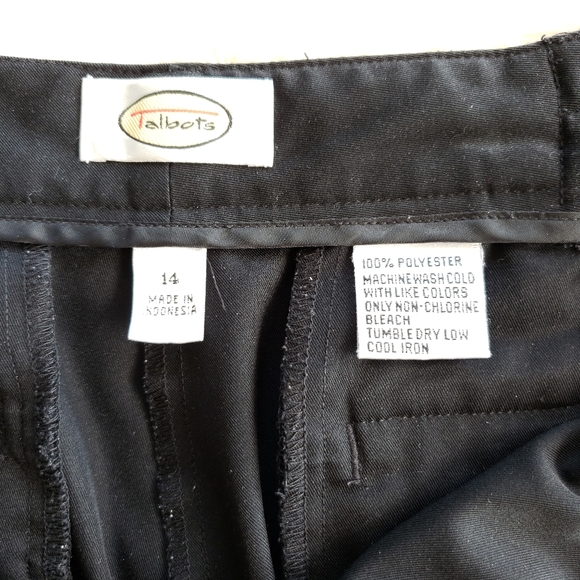 Talbots
14
MADE IN
INDONESIA
100% POLYESTER
MACHINE WASH COLD
WITH LIKE COLORS
ONLY NON-CHLORINE
BLEACH
TUMBLE DRY LOW
COOL IRON